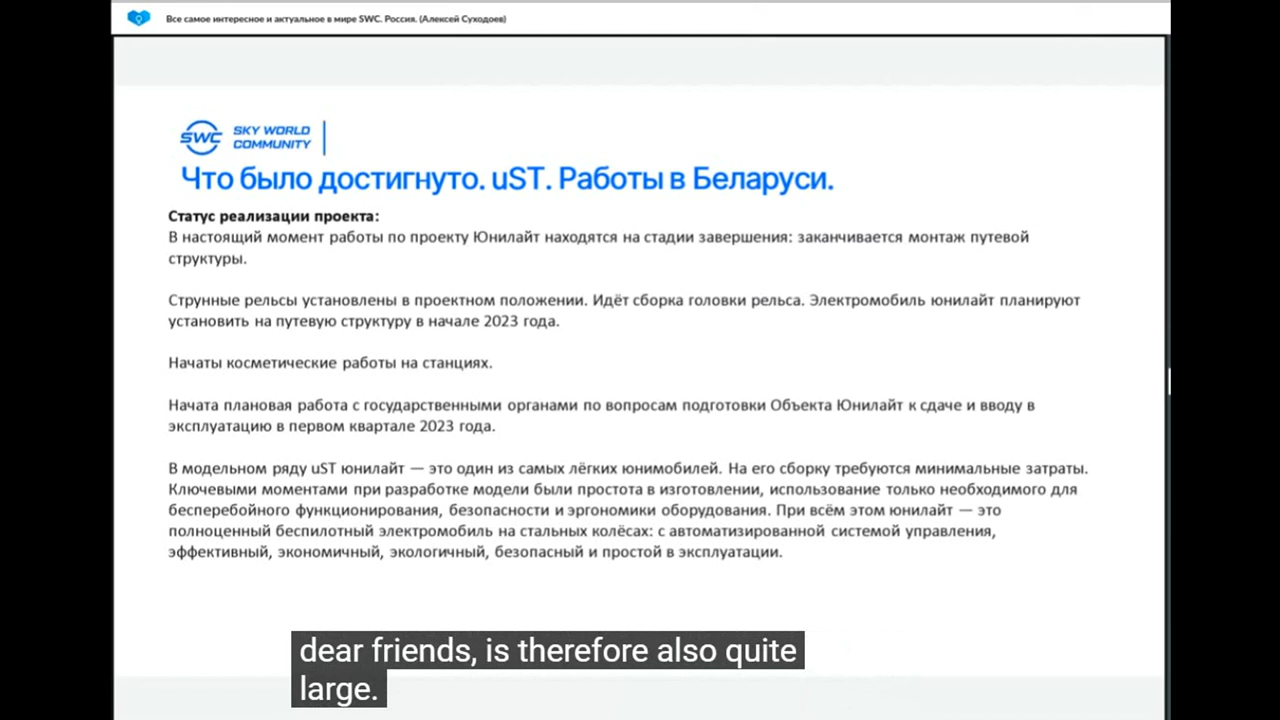 Все самое интересное и актуальное в мире SWC. Россия. (Алексей Суходоев)
SWC
SKY WORLD
COMMUNITY
Что было достигнуто. uST. Работы в Беларуси.
Статус реализации проекта:
В настоящий момент работы по проекту Юнилайт находятся на стадии завершения: заканчивается монтаж путевой
структуры.
Струнные рельсы установлены в проектном положении. Идёт сборка головки рельса. Электромобиль юнилайт планируют
установить на путевую структуру в начале 2023 года.
Начаты косметические работы на станциях.
Начата плановая работа с государственными органами по вопросам подготовки Объекта Юнилайт к сдаче и вводу в
эксплуатацию в первом квартале 2023 года.
В модельном ряду uST юнилайт — это один из самых лёгких юнимобилей. На его сборку требуются минимальные затраты.
Ключевыми моментами при разработке модели были простота в изготовлении, использование только необходимого для
бесперебойного функционирования, безопасности и эргономики оборудования. При всём этом юнилайт — это
полноценный беспилотный электромобиль на стальных колёсах: с автоматизированной системой управления,
эффективный, экономичный, экологичный, безопасный и простой в эксплуатации.
dear friends, is therefore also quite
large.